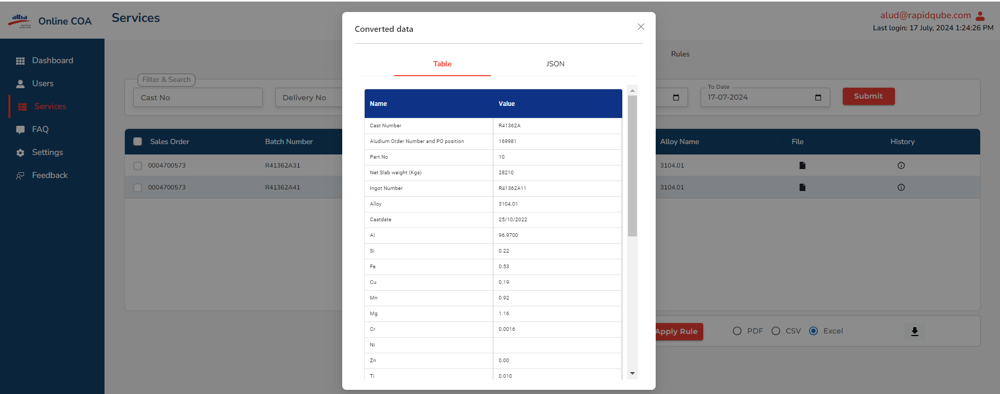 alba
Online COA
Services
alud@rapidqube.com
Last login: 17 July, 2024 1:24:26 PM
Dashboard
Users
Services
FAQ
Settings
Feedback
Rules
Filter & Search
Cast No
Delivery No
To Date
17-07-2024
Submit
Sales Order Batch Number Alloy Name File History
0004700573 R41362A31 3104.01
0004700573 R41362A41 3104.01
Apply Rule PDF CSV Excel
Converted data
Table JSON
Name Value
Cast Number R41362A
Aludium Order Number and PO position 169981
Part No 10
Net Slab weight (Kgs) 28210
Ingot Number R41362A11
Alloy 3104.01
Castdate 25/10/2022
Al 96.9700
Si 0.22
Fe 0.53
Cu 0.19
Mn 0.92
Mg 1.16
Cr 0.0016
Ni
Zn 0.00
Ti 0.010